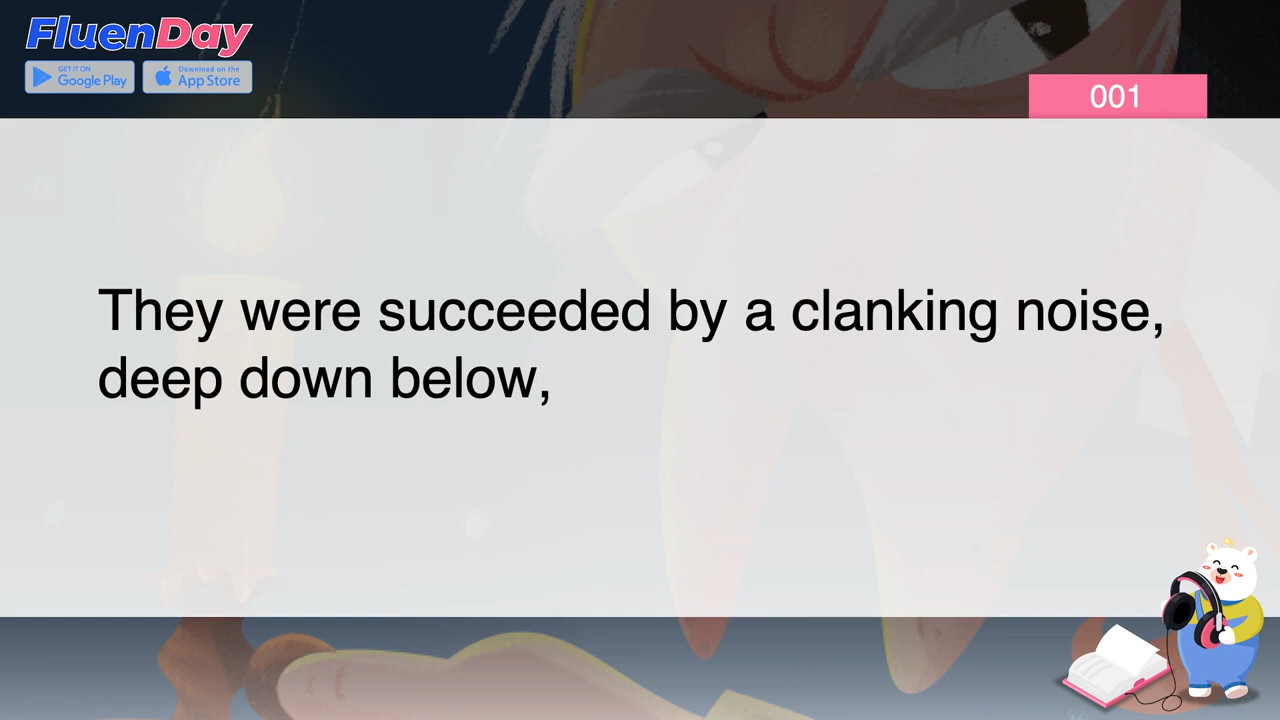 FluenDay
GET IT ON
Google Play
Download on the
App Store
001
They were succeeded by a clanking noise,
deep down below,